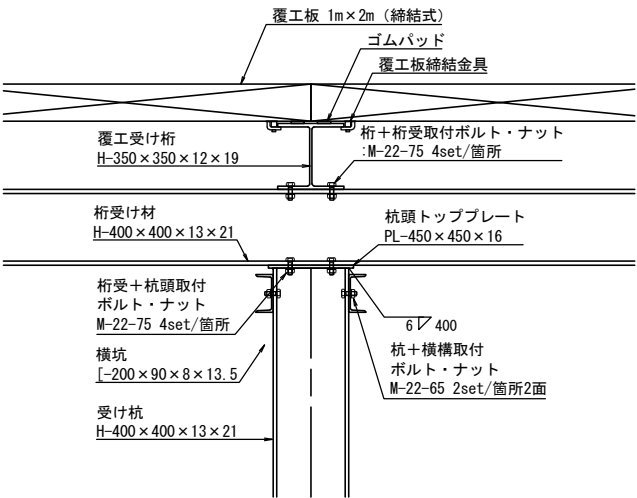 覆工板 1m×2m（締結式）
ゴムパッド
覆工板締結金具
覆工受け桁
H-350×350×12×19
桁＋桁受取付ボルト・ナット
:M-22-75 4set/箇所
桁受け材
H-400×400×13×21
杭頭トッププレート
PL-450×450×16
桁受＋杭頭取付
ボルト・ナット
M-22-75 4set/箇所
6 400
横坑
[-200×90×8×13.5
杭＋横構取付
ボルト・ナット
M-22-65 2set/箇所2面
受け杭
H-400×400×13×21